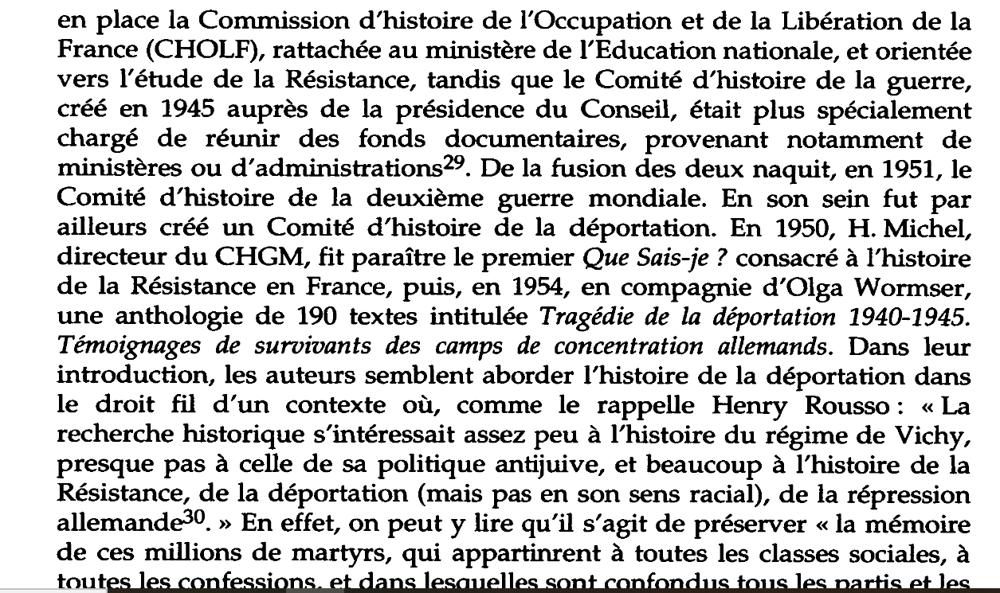 en place la Commission d'histoire de l'Occupation et de la Libération de la
France (CHOLF), rattachée au ministère de l'Education nationale, et orientée
vers l'étude de la Résistance, tandis que le Comité d'histoire de la guerre,
créé en 1945 auprès de la présidence du Conseil, était plus spécialement
chargé de réunir des fonds documentaires, provenant notamment de
ministères ou d'administrations29. De la fusion des deux naquit, en 1951, le
Comité d'histoire de la deuxième guerre mondiale. En son sein fut par
ailleurs créé un Comité d'histoire de la déportation. En 1950, H. Michel,
directeur du CHGM, fit paraître le premier Que Sais-je ? consacré à l'histoire
de la Résistance en France, puis, en 1954, en compagnie d'Olga Wormser,
une anthologie de 190 textes intitulée Tragédie de la déportation 1940-1945.
Témoignages de survivants des camps de concentration allemands. Dans leur
introduction, les auteurs semblent aborder l'histoire de la déportation dans
le droit fil d'un contexte où, comme le rappelle Henry Rousso : « La
recherche historique s'intéressait assez peu à l'histoire du régime de Vichy,
presque pas à celle de sa politique antijuive, et beaucoup à l'histoire de la
Résistance, de la déportation (mais pas en son sens racial), de la répression
allemande30. » En effet, on peut y lire qu'il s'agit de préserver « la mémoire
de ces millions de martyrs, qui appartinrent à toutes les classes sociales, à
toutes les confessions, et dans lesquelles sont confondus tous les partis et les